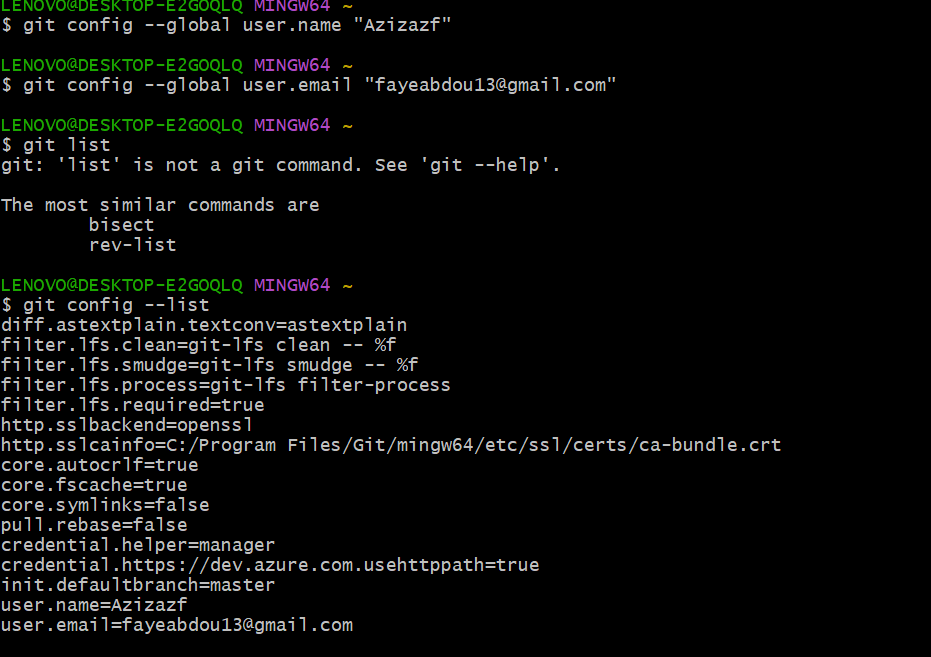 LENOVO@DESKTOP-E2GOQLQ MINGW64 ~
$ git config --global user.name "Azizazf"
LENOVO@DESKTOP-E2GOQLQ MINGW64 ~
$ git config --global user.email "fayeabdou13@gmail.com"
LENOVO@DESKTOP-E2GOQLQ MINGW64 ~
$ git list
git: 'list' is not a git command. See 'git --help'.
The most similar commands are
bisect
rev-list
LENOVO@DESKTOP-E2GOQLQ MINGW64 ~
$ git config --list
diff.astextplain.textconv=astextplain
filter.lfs.clean=git-lfs clean -- %f
filter.lfs.smudge=git-lfs smudge -- %f
filter.lfs.process=git-lfs filter-process
filter.lfs.required=true
http.sslbackend=openssl
http.sslcainfo=C:/Program Files/Git/mingw64/etc/ssl/certs/ca-bundle.crt
core.autocrlf=true
core.fscache=true
core.symlinks=false
pull.rebase=false
credential.helper=manager
credential.https://dev.azure.com.usehttppath=true
init.defaultbranch=master
user.name=Azizazf
user.email=fayeabdou13@gmail.com